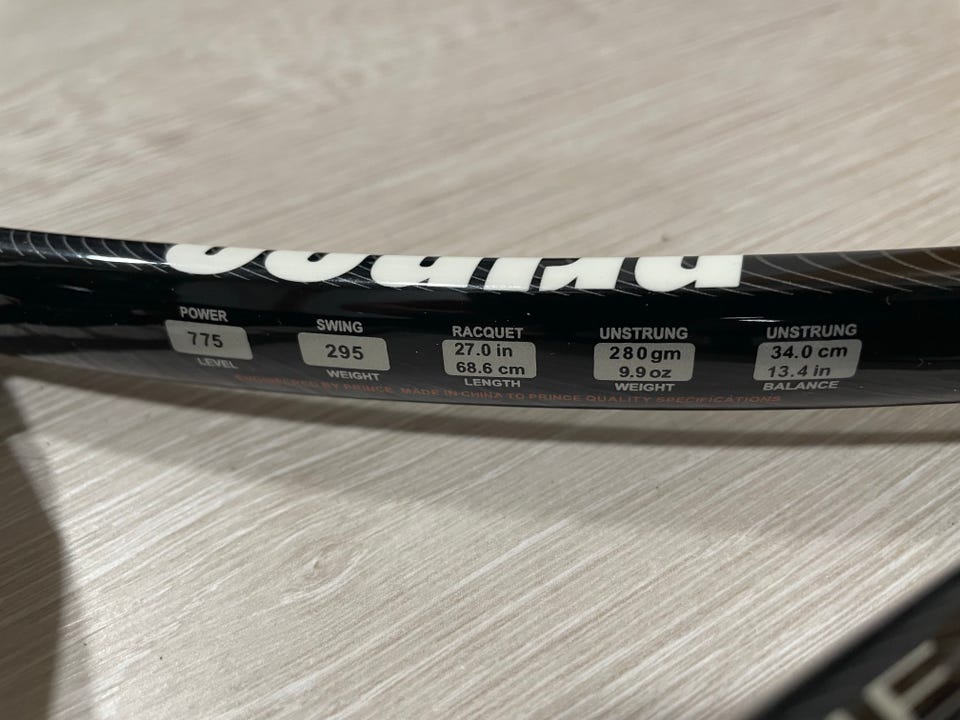 POWER
775
LEVEL
SWING
295
WEIGHT
RACQUET
27.0 in
68.6 cm
LENGTH
UNSTRUNG
280gm
9.9 oz
WEIGHT
UNSTRUNG
34.0 cm
13.4 in
BALANCE
ENGINEERED BY PRINCE. MADE IN CHINA TO PRINCE QUALITY SPECIFICATIONS